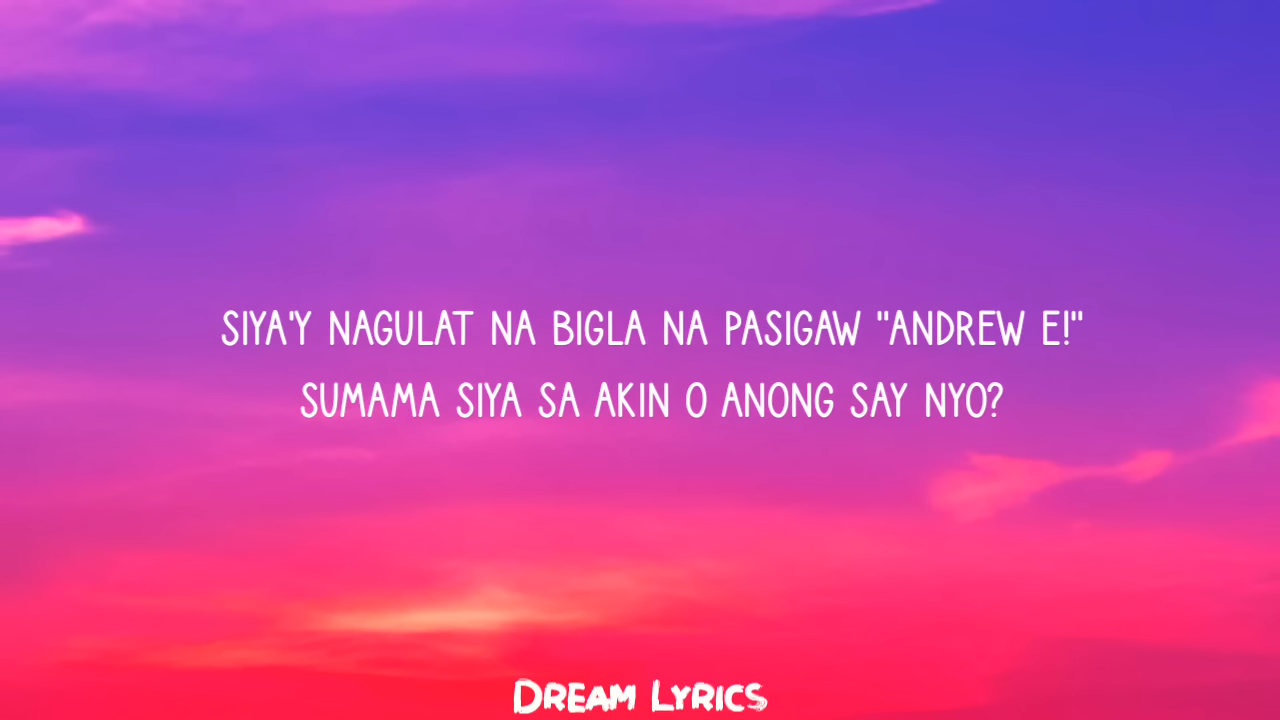 SIYA'Y NAGULAT NA BIGLA NA PASIGAW "ANDREW E!"
SUMAMA SIYA SA AKIN O ANONG SAY NYO?
DREAM LYRICS